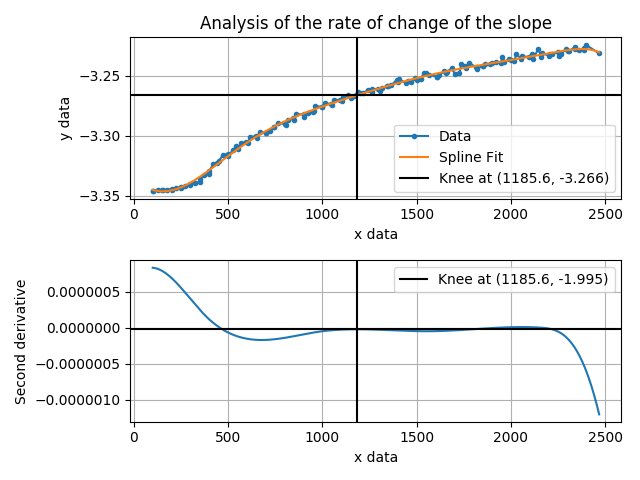 Analysis of the rate of change of the slope
y data
−3.25
−3.30
−3.35
Data
Spline Fit
Knee at (1185.6, -3.266)
0 500 1000 1500 2000 2500
x data
Second derivative
0.0000005
0.0000000
−0.0000005
−0.0000010
Knee at (1185.6, -1.995)
0 500 1000 1500 2000 2500
x data